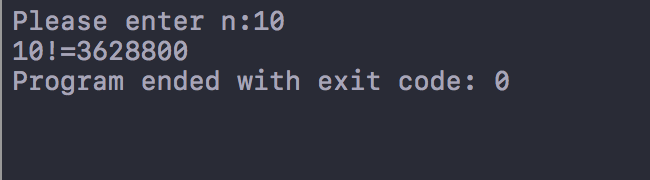 Please enter n:10
10!=3628800
Program ended with exit code: 0